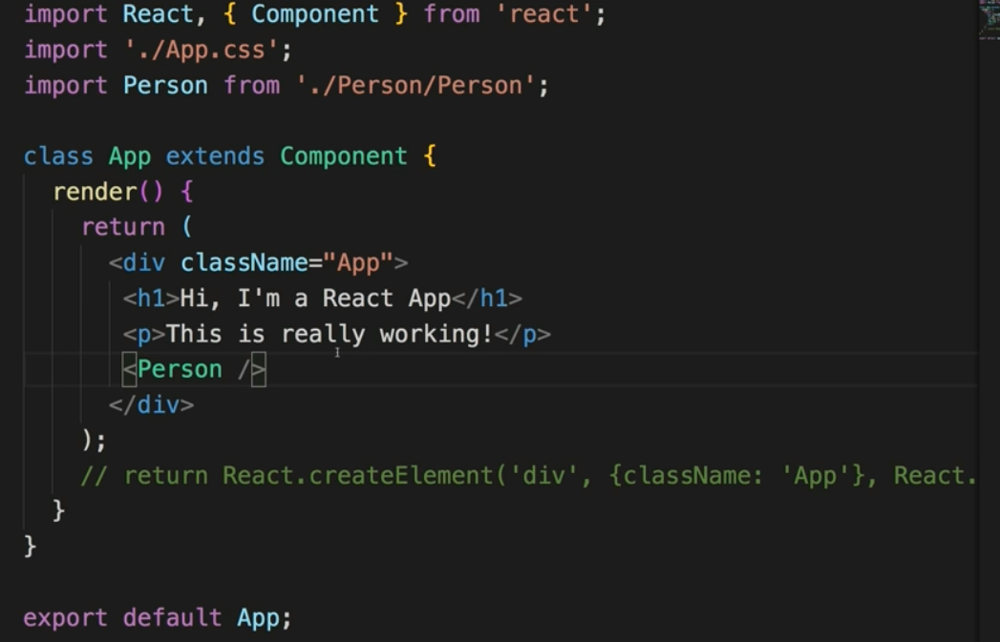 import React, { Component } from 'react';
import './App.css';
import Person from './Person/Person';
class App extends Component {
render() {
return (
<div className="App">
<h1>Hi, I'm a React App</h1>
<p>This is really working!</p>
<Person />
</div>
);
// return React.createElement('div', {className: 'App'}, React.
}
}
export default App;